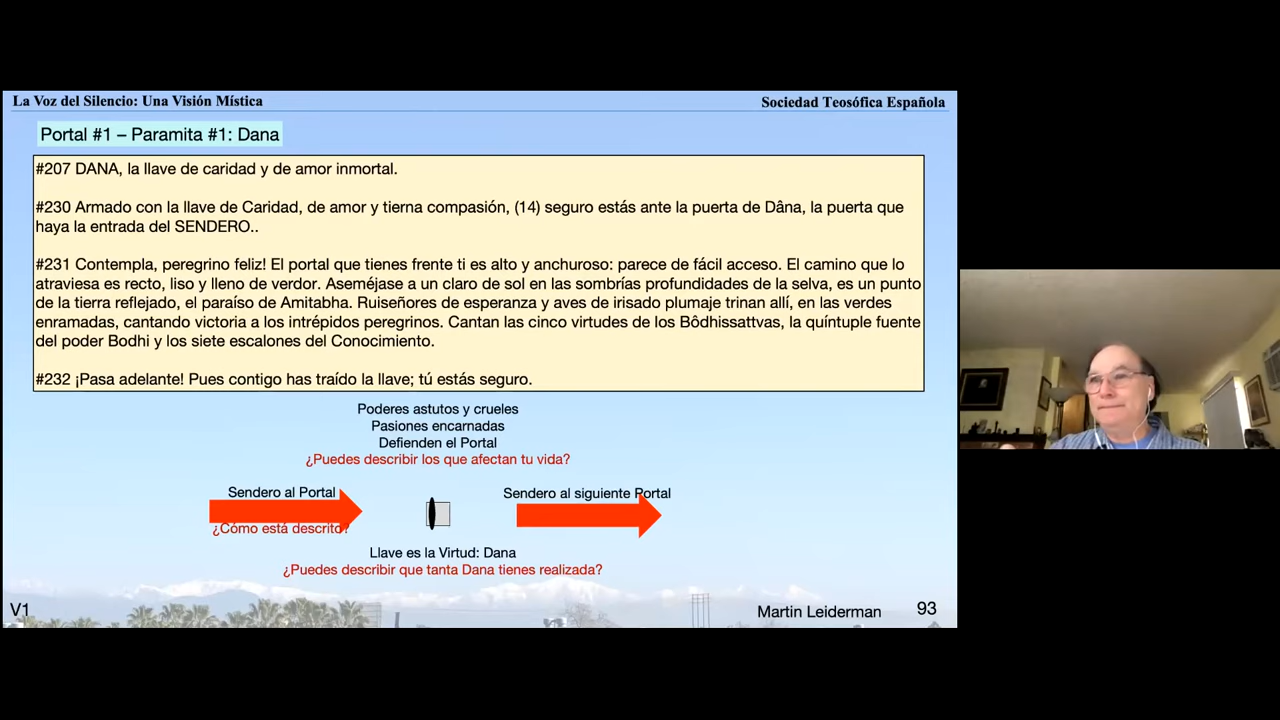 La Voz del Silencio: Una Visión Mística
Sociedad Teosófica Española
Portal #1 – Paramita #1: Dana
#207 DANA, la llave de caridad y de amor inmortal.
#230 Armado con la llave de Caridad, de amor y tierna compasión, (14) seguro estás ante la puerta de Dâna, la puerta que
haya la entrada del SENDERO..
#231 Contempla, peregrino feliz! El portal que tienes frente ti es alto y anchuroso: parece de fácil acceso. El camino que lo
atraviesa es recto, liso y lleno de verdor. Aseméjase a un claro de sol en las sombrías profundidades de la selva, es un punto
de la tierra reflejado, el paraíso de Amitabha. Ruiseñores de esperanza y aves de irisado plumaje trinan allí, en las verdes
enramadas, cantando victoria a los intrépidos peregrinos. Cantan las cinco virtudes de los Bôdhissattvas, la quíntuple fuente
del poder Bodhi y los siete escalones del Conocimiento.
#232 ¡Pasa adelante! Pues contigo has traído la llave; tú estás seguro.
Poderes astutos y crueles
Pasiones encarnadas
Defienden el Portal
¿Puedes describir los que afectan tu vida?
Sendero al Portal
Sendero al siguiente Portal
¿Cómo está descrito?
Llave es la Virtud: Dana
¿Puedes describir que tanta Dana tienes realizada?
V1
Martin Leiderman
93